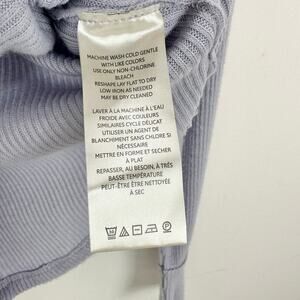 MACHINE WASH COLD GENTLE
WITH LIKE COLORS
USE ONLY NON-CHLORINE
BLEACH
RESHAPE LAY FLAT TO DRY
LOW IRON AS NEEDED
MAY BE DRY CLEANED
LAVER À LA MACHINE À L'EAU
FROIDE AVEC COULEURS
SIMILAIRES CYCLE DÉLICAT
UTILISER UN AGENT DE
BLANCHIMENT SANS CHLORE SI
NÉCESSAIRE
METTRE EN FORME ET SECHER
À PLAT
REPASSER, AU BESOIN, À TRÈS
BASSE TEMPÉRATURE
PEUT-ÊTRE ÊTRE NETTOYÉE
À SEC